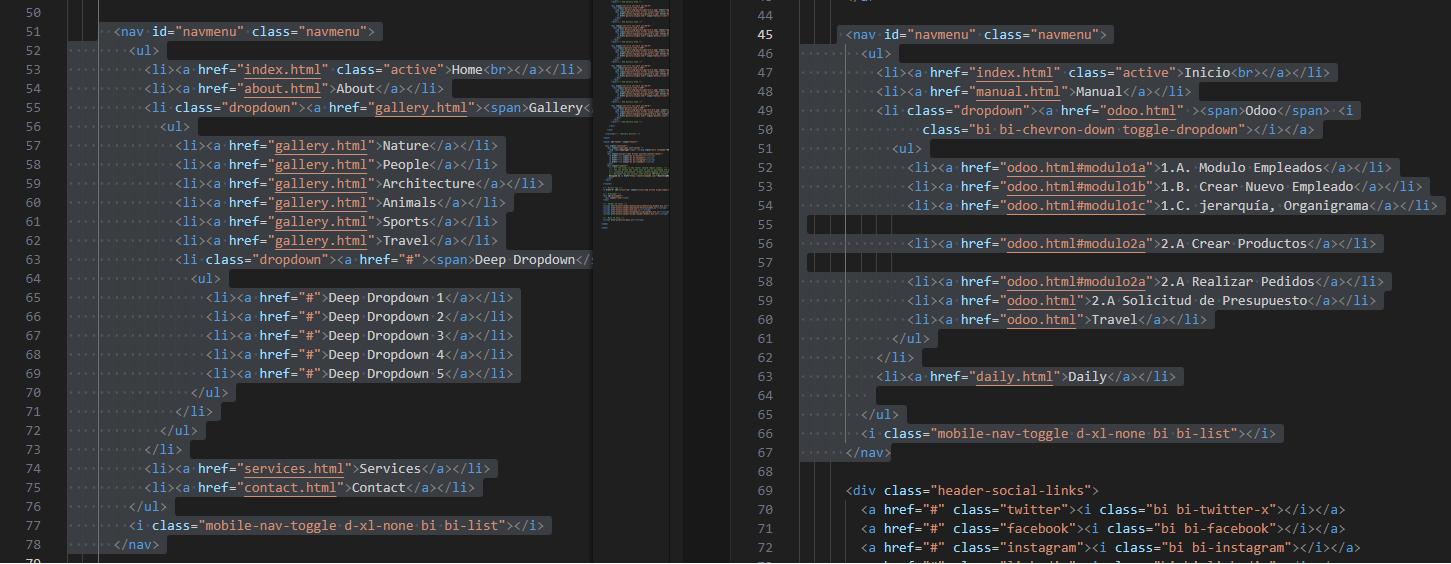 50
51 <nav id="navmenu" class="navmenu">
52 <ul>
53 <li><a href="index.html" class="active">Home<br></a></li>
54 <li><a href="about.html">About</a></li>
55 <li class="dropdown"><a href="gallery.html"><span>Gallery<
56 <ul>
57 <li><a href="gallery.html">Nature</a></li>
58 <li><a href="gallery.html">People</a></li>
59 <li><a href="gallery.html">Architecture</a></li>
60 <li><a href="gallery.html">Animals</a></li>
61 <li><a href="gallery.html">Sports</a></li>
62 <li><a href="gallery.html">Travel</a></li>
63 <li class="dropdown"><a href="#"><span>Deep Dropdown</
64 <ul>
65 <li><a href="#">Deep Dropdown 1</a></li>
66 <li><a href="#">Deep Dropdown 2</a></li>
67 <li><a href="#">Deep Dropdown 3</a></li>
68 <li><a href="#">Deep Dropdown 4</a></li>
69 <li><a href="#">Deep Dropdown 5</a></li>
70 </ul>
71 </li>
72 </ul>
73 </li>
74 <li><a href="services.html">Services</a></li>
75 <li><a href="contact.html">Contact</a></li>
76 </ul>
77 <i class="mobile-nav-toggle d-xl-none bi bi-list"></i>
78 </nav>
44
45 <nav id="navmenu" class="navmenu">
46 <ul>
47 <li><a href="index.html" class="active">Inicio<br></a></li>
48 <li><a href="manual.html">Manual</a></li>
49 <li class="dropdown"><a href="odoo.html" ><span>Odoo</span> <i
50 class="bi bi-chevron-down toggle-dropdown"></i></a>
51 <ul>
52 <li><a href="odoo.html#modulo1a">1.A. Modulo Empleados</a></li>
53 <li><a href="odoo.html#modulo1b">1.B. Crear Nuevo Empleado</a></li>
54 <li><a href="odoo.html#modulo1c">1.C. jerarquía, Organigrama</a></li>
55
56 <li><a href="odoo.html#modulo2a">2.A Crear Productos</a></li>
57
58 <li><a href="odoo.html#modulo2a">2.A Realizar Pedidos</a></li>
59 <li><a href="odoo.html">2.A Solicitud de Presupuesto</a></li>
60 <li><a href="odoo.html">Travel</a></li>
61 </ul>
62 </li>
63 <li><a href="daily.html">Daily</a></li>
64
65 </ul>
66 <i class="mobile-nav-toggle d-xl-none bi bi-list"></i>
67 </nav>
68
69 <div class="header-social-links">
70 <a href="#" class="twitter"><i class="bi bi-twitter-x"></i></a>
71 <a href="#" class="facebook"><i class="bi bi-facebook"></i></a>
72 <a href="#" class="instagram"><i class="bi bi-instagram"></i></a>